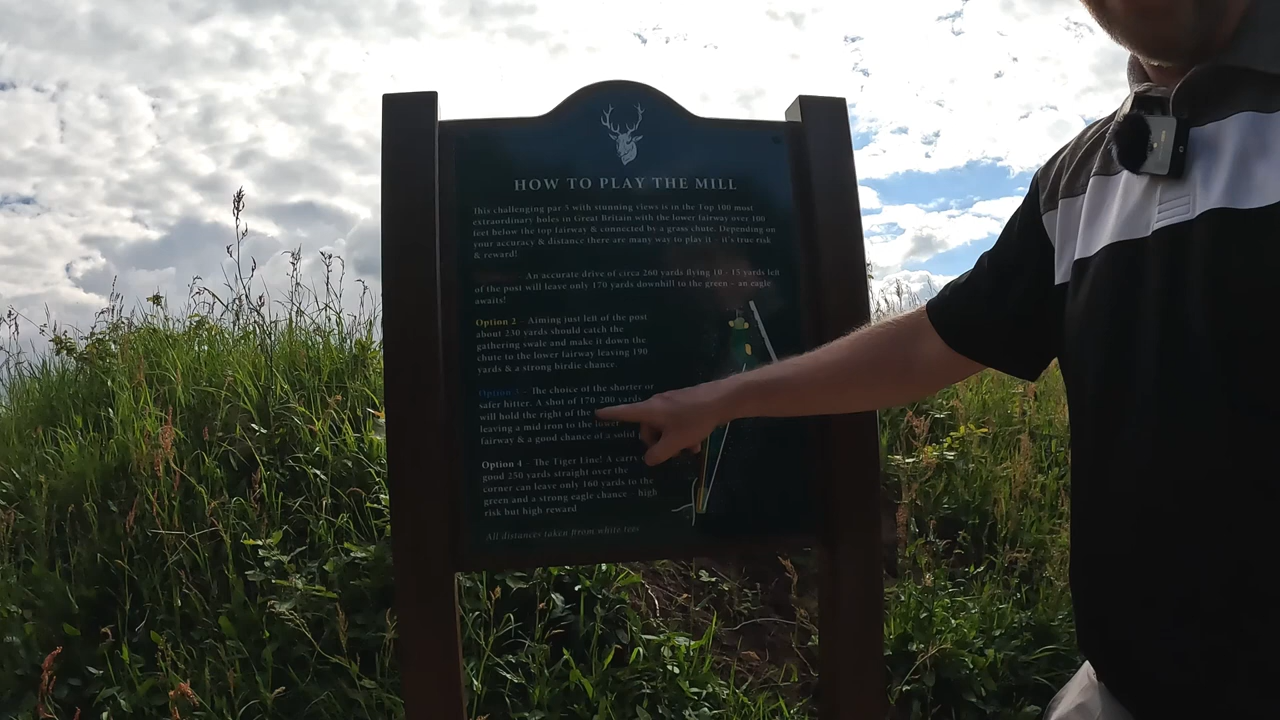 HOW TO PLAY THE MILL
This challenging par 5 with stunning views is in the Top 100 most
extraordinary holes in Great Britain with the lower fairway over 100
feet below the top fairway & connected by a grass chute. Depending on
your accuracy & distance there are many way to play it - it's true risk
& reward!
- An accurate drive of circa 260 yards flying 10 - 15 yards left
of the post will leave only 170 yards downhill to the green - an eagle
awaits!
Option 2 - Aiming just left of the post
about 230 yards should catch the
gathering swale and make it down the
chute to the lower fairway leaving 190
yards & a strong birdie chance.
Option 3 - The choice of the shorter or
safer hitter. A shot of 170-200 yards
will hold the right of the
leaving a mid iron to the lower
fairway & a good chance of a solid
Option 4 - The Tiger Line! A carry
good 250 yards straight over the
corner can leave only 160 yards to the
green and a strong eagle chance - high
risk but high reward
All distances taken from white tees